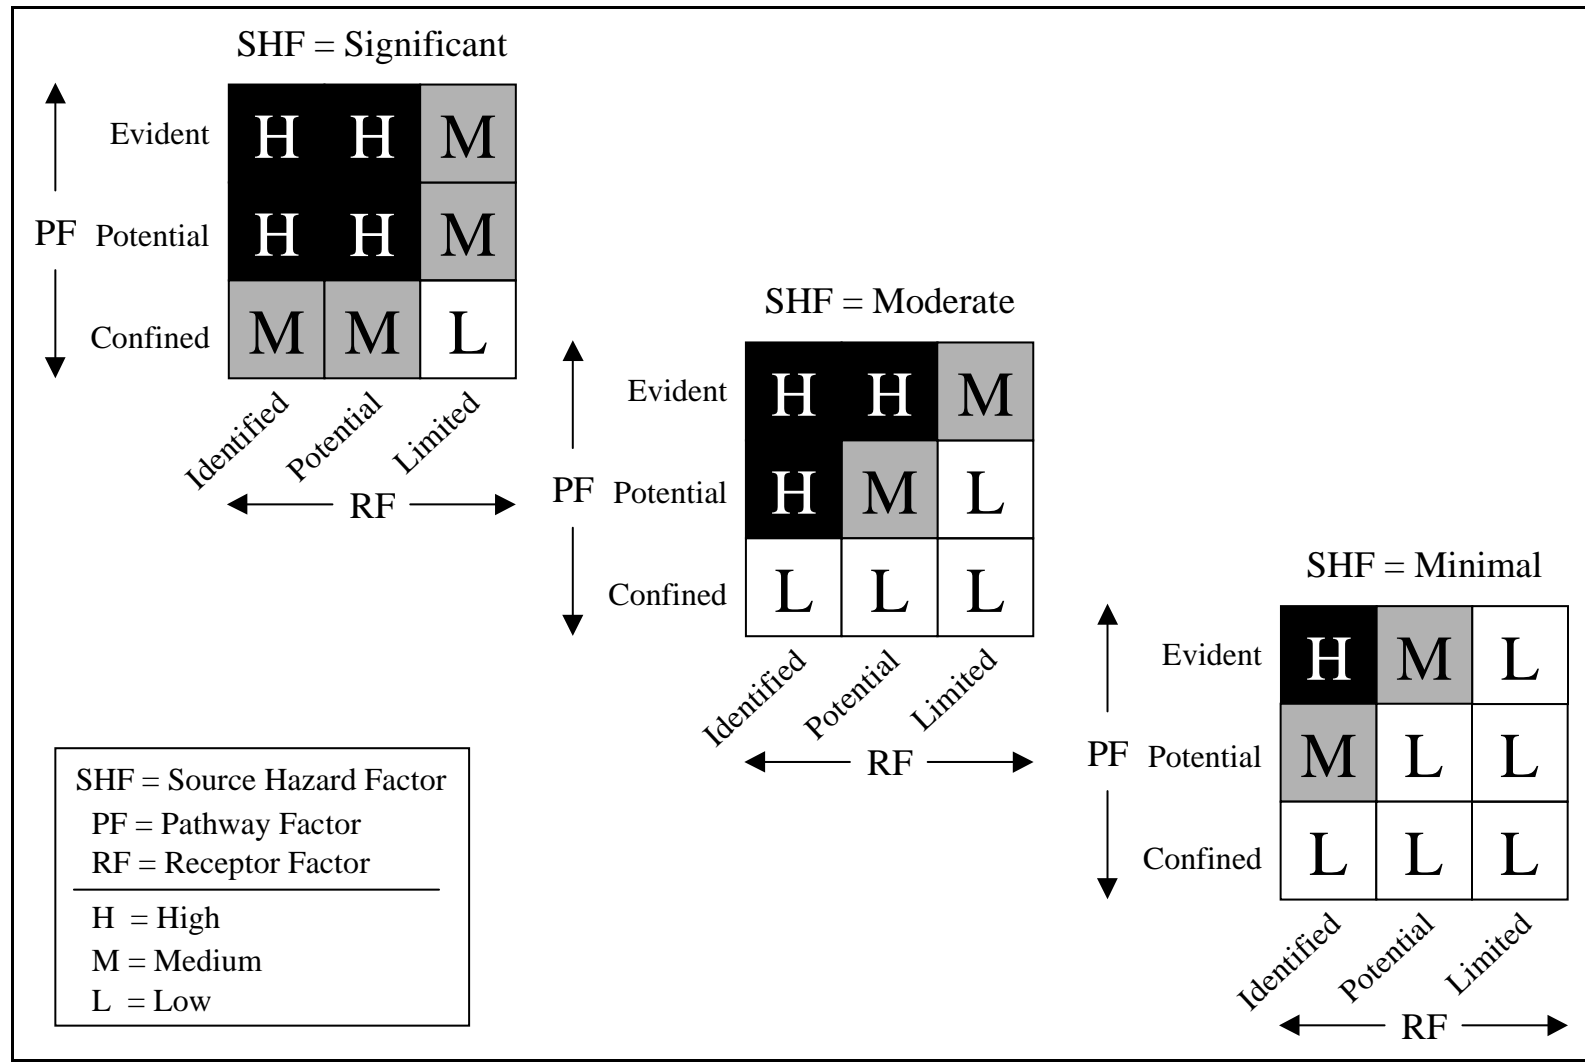 SHF = Significant
Evident H H M
PF Potential H H M
Confined M M L
Identified Potential Limited
RF
SHF = Moderate
Evident H H M
PF Potential H M L
Confined L L L
Identified Potential Limited
RF
SHF = Minimal
Evident H M L
PF Potential M L L
Confined L L L
Identified Potential Limited
RF
SHF = Source Hazard Factor
PF = Pathway Factor
RF = Receptor Factor
H = High
M = Medium
L = Low